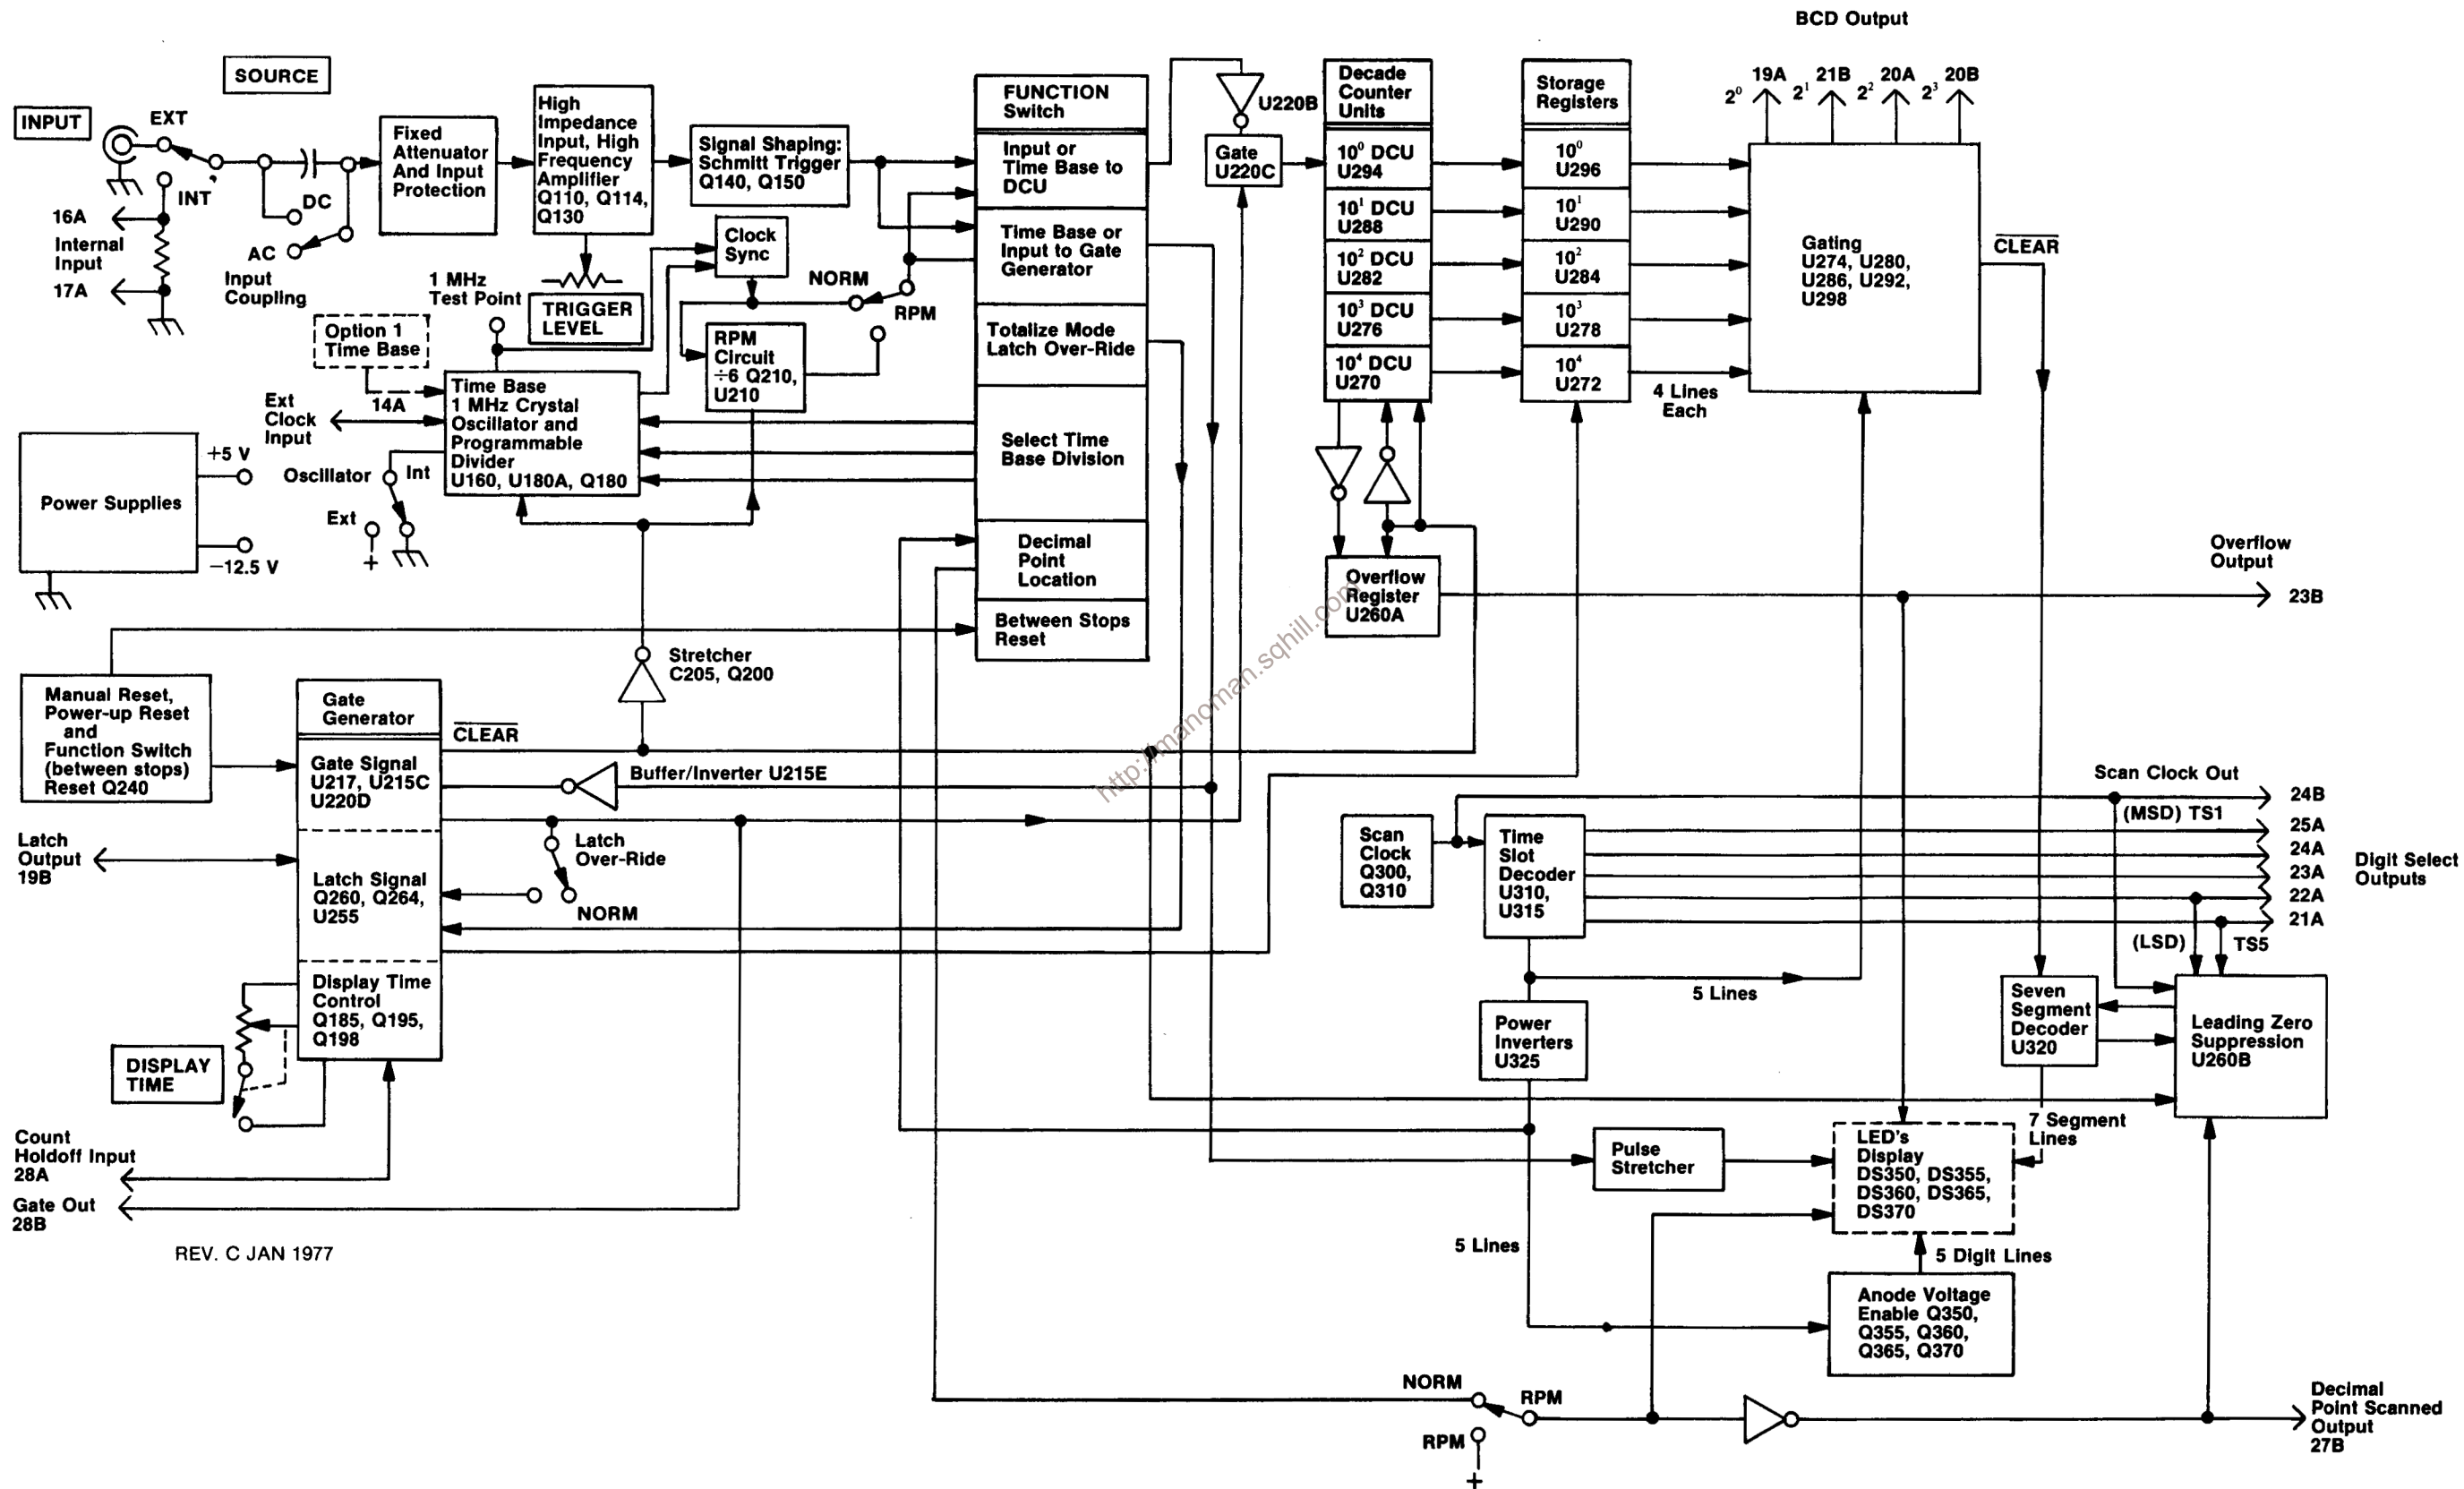 BCD Output
19A
21B
20A
20B
2⁰
2¹
2²
2³
SOURCE
INPUT
EXT
INT
16A
Internal
Input
17A
DC
AC
Input
Coupling
Fixed
Attenuator
And Input
Protection
High
Impedance
Input, High
Frequency
Amplifier
Q110, Q114,
Q130
TRIGGER
LEVEL
Signal Shaping:
Schmitt Trigger
Q140, Q150
Clock
Sync
NORM
RPM
RPM
Circuit
÷6 Q210,
U210
1 MHz
Test Point
Option 1
Time Base
14A
Ext
Clock
Input
Time Base
1 MHz Crystal
Oscillator and
Programmable
Divider
U160, U180A, Q180
Oscillator
Int
Ext
+
Power Supplies
+5 V
−12.5 V
FUNCTION
Switch
Input or
Time Base to
DCU
Time Base or
Input to Gate
Generator
Totalize Mode
Latch Over-Ride
Select Time
Base Division
Decimal
Point
Location
Between Stops
Reset
U220B
Gate
U220C
Decade
Counter
Units
10⁰ DCU
U294
10¹ DCU
U288
10² DCU
U282
10³ DCU
U276
10⁴ DCU
U270
Storage
Registers
10⁰
U296
10¹
U290
10²
U284
10³
U278
10⁴
U272
4 Lines
Each
Gating
U274, U280,
U286, U292,
U298
CLEAR
Overflow
Register
U260A
Overflow
Output
23B
Manual Reset,
Power-up Reset
and
Function Switch
(between stops)
Reset Q240
Stretcher
C205, Q200
Gate
Generator
CLEAR
Gate Signal
U217, U215C
U220D
Buffer/Inverter U215E
Latch
Output
19B
Latch Signal
Q260, Q264,
U255
Latch
Over-Ride
NORM
Display Time
Control
Q185, Q195,
Q198
DISPLAY
TIME
Count
Holdoff Input
28A
Gate Out
28B
REV. C JAN 1977
http://manoman.sqhill.com
Scan
Clock
Q300,
Q310
Time
Slot
Decoder
U310,
U315
Scan Clock Out
24B
(MSD) TS1
25A
24A
23A
22A
21A
Digit Select
Outputs
(LSD)
TS5
5 Lines
Power
Inverters
U325
Seven
Segment
Decoder
U320
Leading Zero
Suppression
U260B
7 Segment
Lines
Pulse
Stretcher
LED's
Display
DS350, DS355,
DS360, DS365,
DS370
5 Lines
5 Digit Lines
Anode Voltage
Enable Q350,
Q355, Q360,
Q365, Q370
NORM
RPM
RPM
+
Decimal
Point Scanned
Output
27B